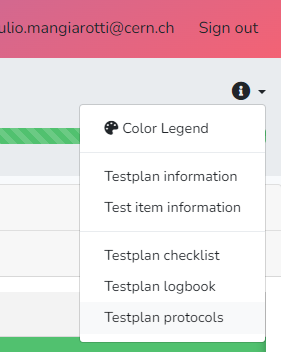 ulio.mangiarotti@cern.ch Sign out
Color Legend
Testplan information
Test item information
Testplan checklist
Testplan logbook
Testplan protocols